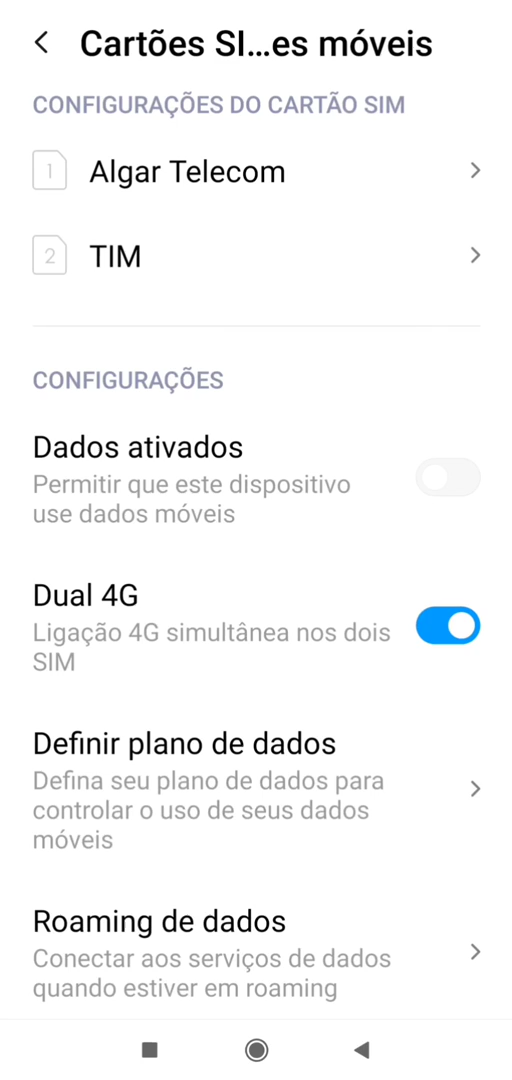 Cartões SI...es móveis
CONFIGURAÇÕES DO CARTÃO SIM
1 Algar Telecom
2 TIM
CONFIGURAÇÕES
Dados ativados
Permitir que este dispositivo
use dados móveis
Dual 4G
Ligação 4G simultânea nos dois
SIM
Definir plano de dados
Defina seu plano de dados para
controlar o uso de seus dados
móveis
Roaming de dados
Conectar aos serviços de dados
quando estiver em roaming